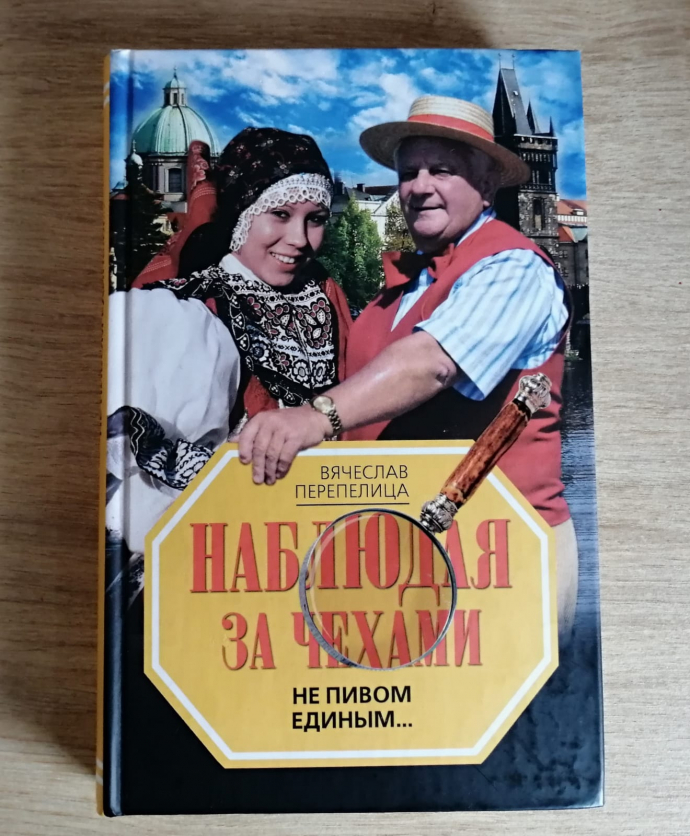 ВЯЧЕСЛАВ
ПЕРЕПЕЛИЦА
НАБЛЮДАЯ
ЗА ЧЕХАМИ
НЕ ПИВОМ
ЕДИНЫМ...